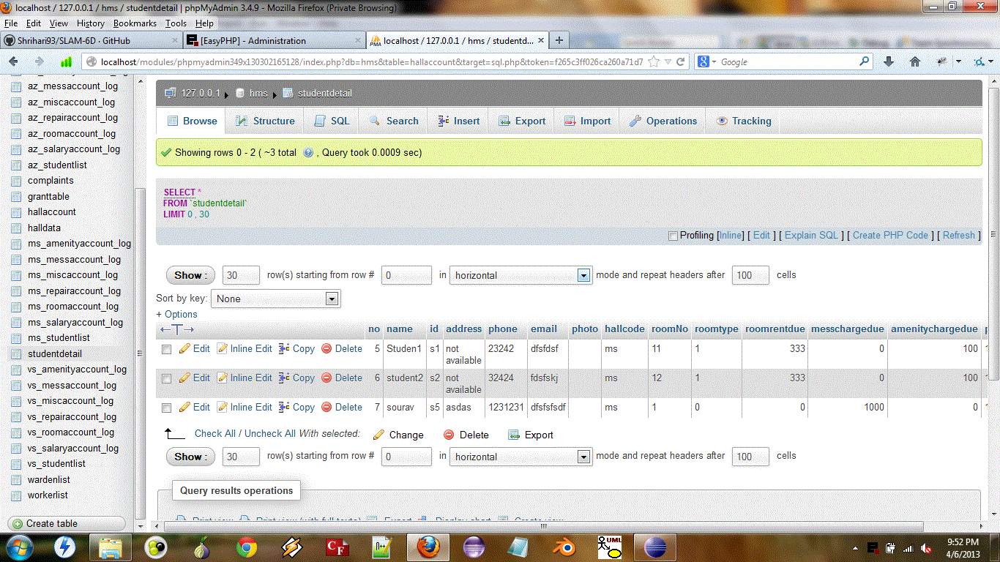 localhost / 127.0.0.1 / hms / studentdetail | phpMyAdmin 3.4.9 - Mozilla Firefox (Private Browsing)
File Edit View History Bookmarks Tools Help
Shrihari93/SLAM-6D · GitHub
[EasyPHP] - Administration
localhost / 127.0.0.1 / hms / studentd...
localhost/modules/phpmyadmin349x130302165128/index.php?db=hms&table=hallaccount&target=sql.php&token=f265c3ff026ca260a71d7
Google
az_messaccount_log
az_miscaccount_log
az_repairaccount_log
az_roomaccount_log
az_salaryaccount_log
az_studentlist
complaints
granttable
hallaccount
halldata
ms_amenityaccount_log
ms_messaccount_log
ms_miscaccount_log
ms_repairaccount_log
ms_roomaccount_log
ms_salaryaccount_log
ms_studentlist
studentdetail
vs_amenityaccount_log
vs_messaccount_log
vs_miscaccount_log
vs_repairaccount_log
vs_roomaccount_log
vs_salaryaccount_log
vs_studentlist
wardenlist
workerlist
Create table
127.0.0.1 hms studentdetail
Browse Structure SQL Search Insert Export Import Operations Tracking
Showing rows 0 - 2 ( ~3 total , Query took 0.0009 sec)
SELECT *
FROM `studentdetail`
LIMIT 0 , 30
Profiling [Inline] [ Edit ] [ Explain SQL ] [ Create PHP Code ] [ Refresh ]
Show : 30 row(s) starting from row # 0 in horizontal mode and repeat headers after 100 cells
Sort by key: None
+ Options
no name id address phone email photo hallcode roomNo roomtype roomrentdue messchargedue amenitychargedue
Edit Inline Edit Copy Delete 5 Studen1 s1 not available 23242 dfsfdsf ms 11 1 333 0 100
Edit Inline Edit Copy Delete 6 student2 s2 not available 32424 fdsfskj ms 12 1 333 0 100
Edit Inline Edit Copy Delete 7 sourav s5 asdas 1231231 dfsfsfsdf ms 1 0 0 1000 0
Check All / Uncheck All With selected: Change Delete Export
Show : 30 row(s) starting from row # 0 in horizontal mode and repeat headers after 100 cells
Query results operations
Print view Print view (with full texts) Export Display chart Create view
9:52 PM
4/6/2013